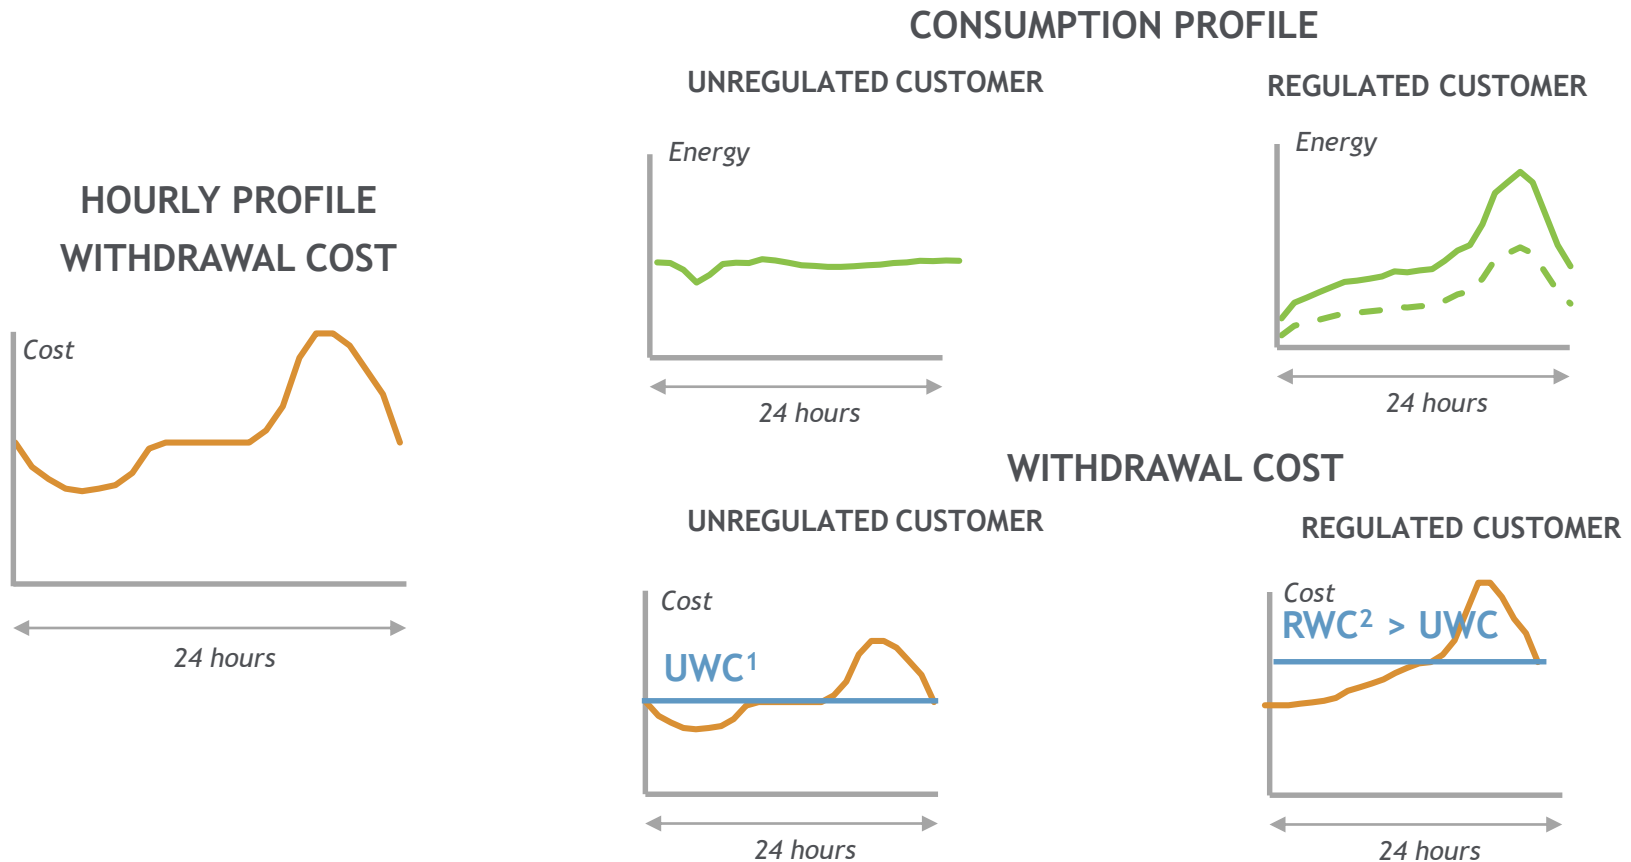 HOURLY PROFILE
WITHDRAWAL COST
Cost
24 hours
CONSUMPTION PROFILE
UNREGULATED CUSTOMER
Energy
24 hours
REGULATED CUSTOMER
Energy
24 hours
WITHDRAWAL COST
UNREGULATED CUSTOMER
Cost
UWC¹
24 hours
REGULATED CUSTOMER
Cost
RWC² > UWC
24 hours